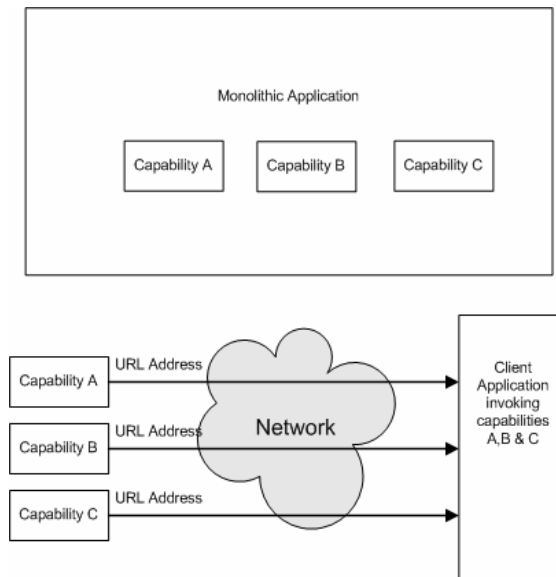 Monolithic Application
Capability A
Capability B
Capability C
URL Address
Capability A
URL Address
Capability B
URL Address
Capability C
Network
Client
Application
invoking
capabilities
A,B & C